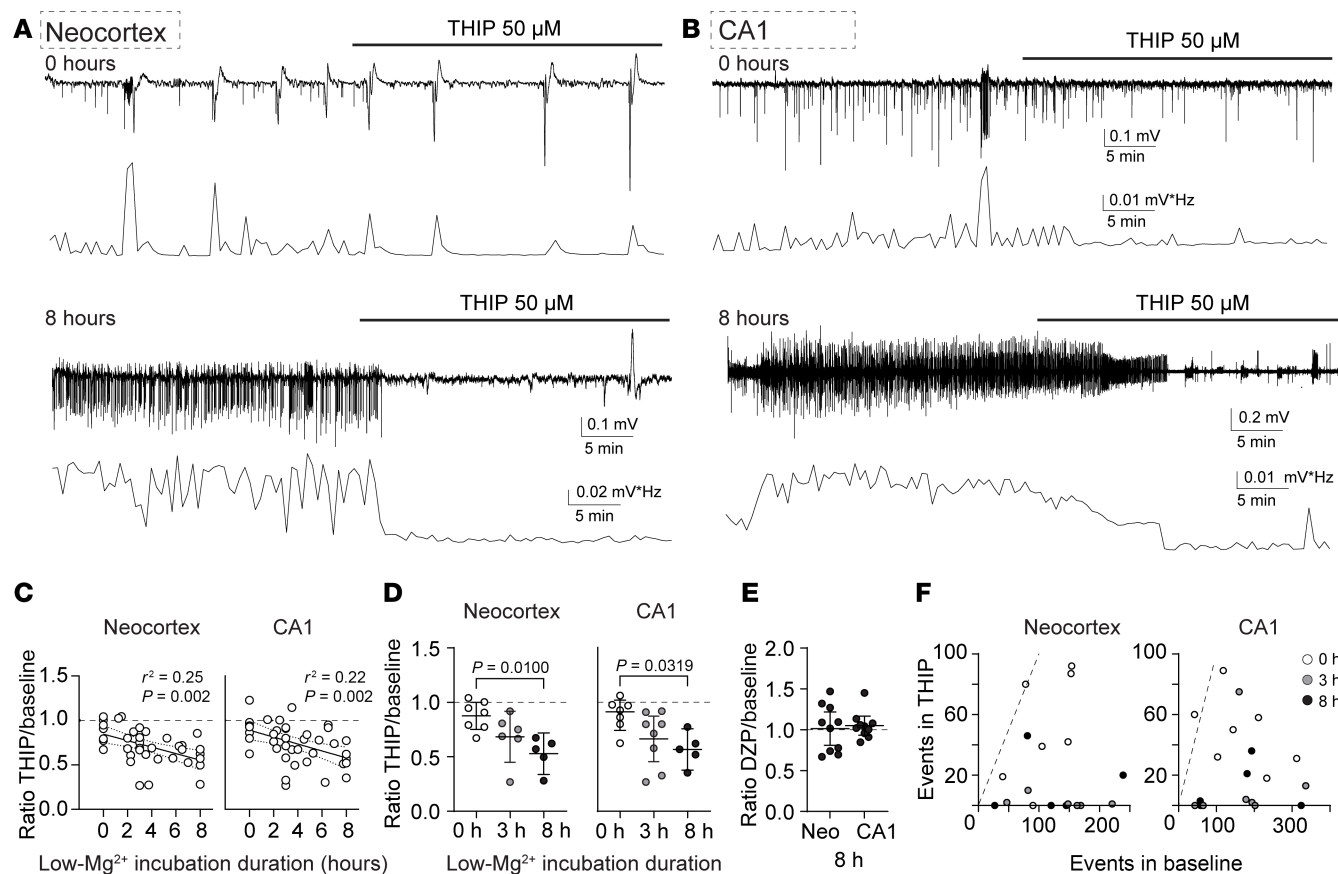 A
Neocortex
0 hours
THIP 50 µM
B
CA1
0 hours
THIP 50 µM
0.1 mV
5 min
0.01 mV*Hz
5 min
8 hours
THIP 50 µM
0.1 mV
5 min
0.02 mV*Hz
5 min
8 hours
THIP 50 µM
0.2 mV
5 min
0.01 mV*Hz
5 min
C
Neocortex
CA1
r² = 0.25
P = 0.002
r² = 0.22
P = 0.002
Ratio THIP/baseline
1.5
1.0
0.5
0.0
0 2 4 6 8
0 2 4 6 8
Low-Mg²⁺ incubation duration (hours)
D
Neocortex
CA1
P = 0.0100
P = 0.0319
Ratio THIP/baseline
1.5
1.0
0.5
0.0
0 h 3 h 8 h
0 h 3 h 8 h
Low-Mg²⁺ incubation duration
E
Ratio DZP/baseline
2.0
1.5
1.0
0.5
0.0
Neo CA1
8 h
F
Neocortex
CA1
0 h
3 h
8 h
Events in THIP
100
60
20
0 100 200
100
60
20
0 100 300
Events in baseline